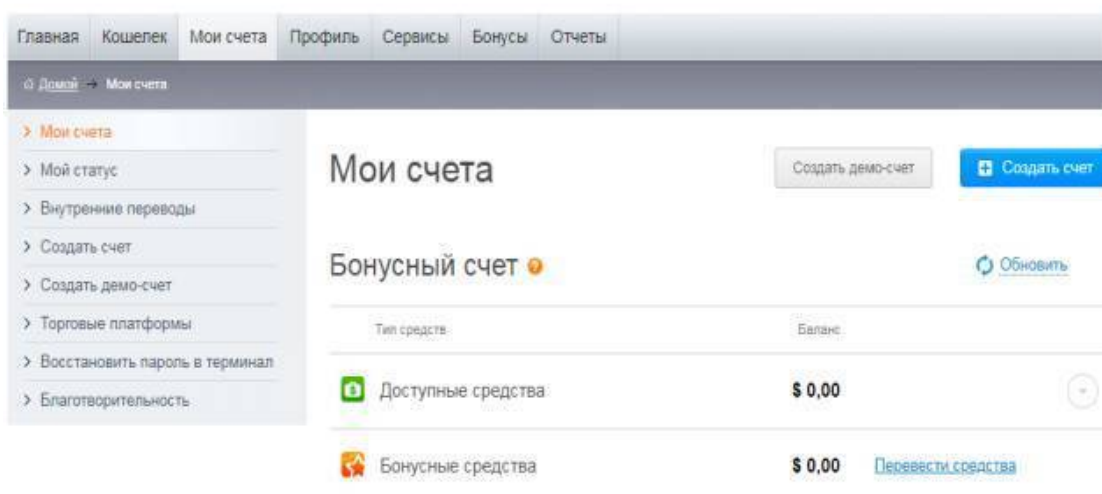 Главная Кошелек Мои счета Профиль Сервисы Бонусы Отчеты
Домой → Мои счета
> Мои счета
> Мой статус
> Внутренние переводы
> Создать счет
> Создать демо-счет
> Торговые платформы
> Восстановить пароль в терминал
> Благотворительность
Мои счета
Создать демо-счет
Создать счет
Бонусный счет ?
Обновить
Тип средств Баланс
Доступные средства $ 0,00
Бонусные средства $ 0,00 Перевести средства